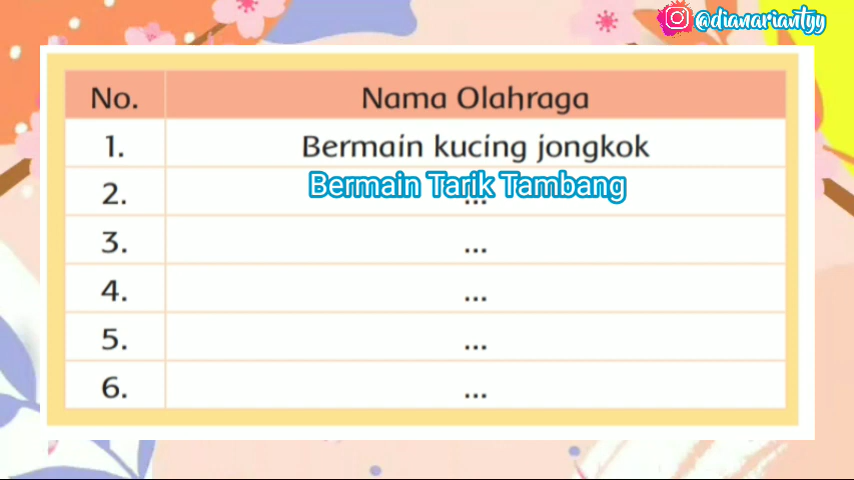 @dianariantyy
No. Nama Olahraga
1. Bermain kucing jongkok
2. Bermain Tarik Tambang ...
3. ...
4. ...
5. ...
6. ...